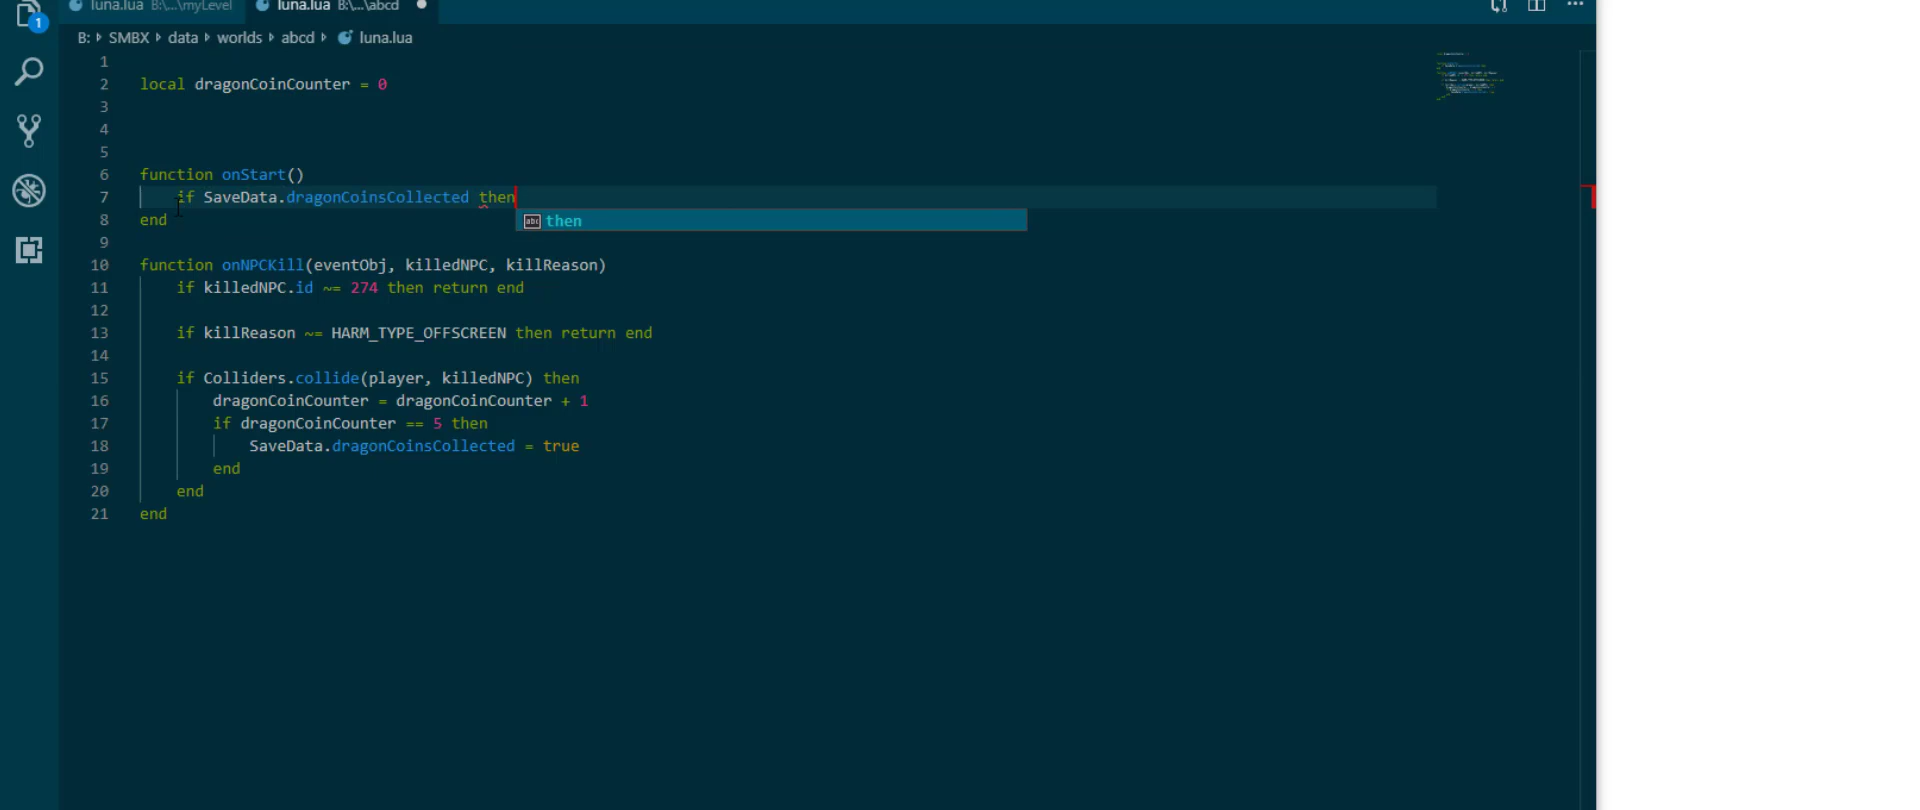 luna.lua B:\...\myLevel luna.lua B:\...\abcd
1
B: SMBX data worlds abcd luna.lua
1
2 local dragonCoinCounter = 0
3
4
5
6 function onStart()
7 if SaveData.dragonCoinsCollected then
8 end
then
9
10 function onNPCKill(eventObj, killedNPC, killReason)
11 if killedNPC.id ~= 274 then return end
12
13 if killReason ~= HARM_TYPE_OFFSCREEN then return end
14
15 if Colliders.collide(player, killedNPC) then
16 dragonCoinCounter = dragonCoinCounter + 1
17 if dragonCoinCounter == 5 then
18 SaveData.dragonCoinsCollected = true
19 end
20 end
21 end